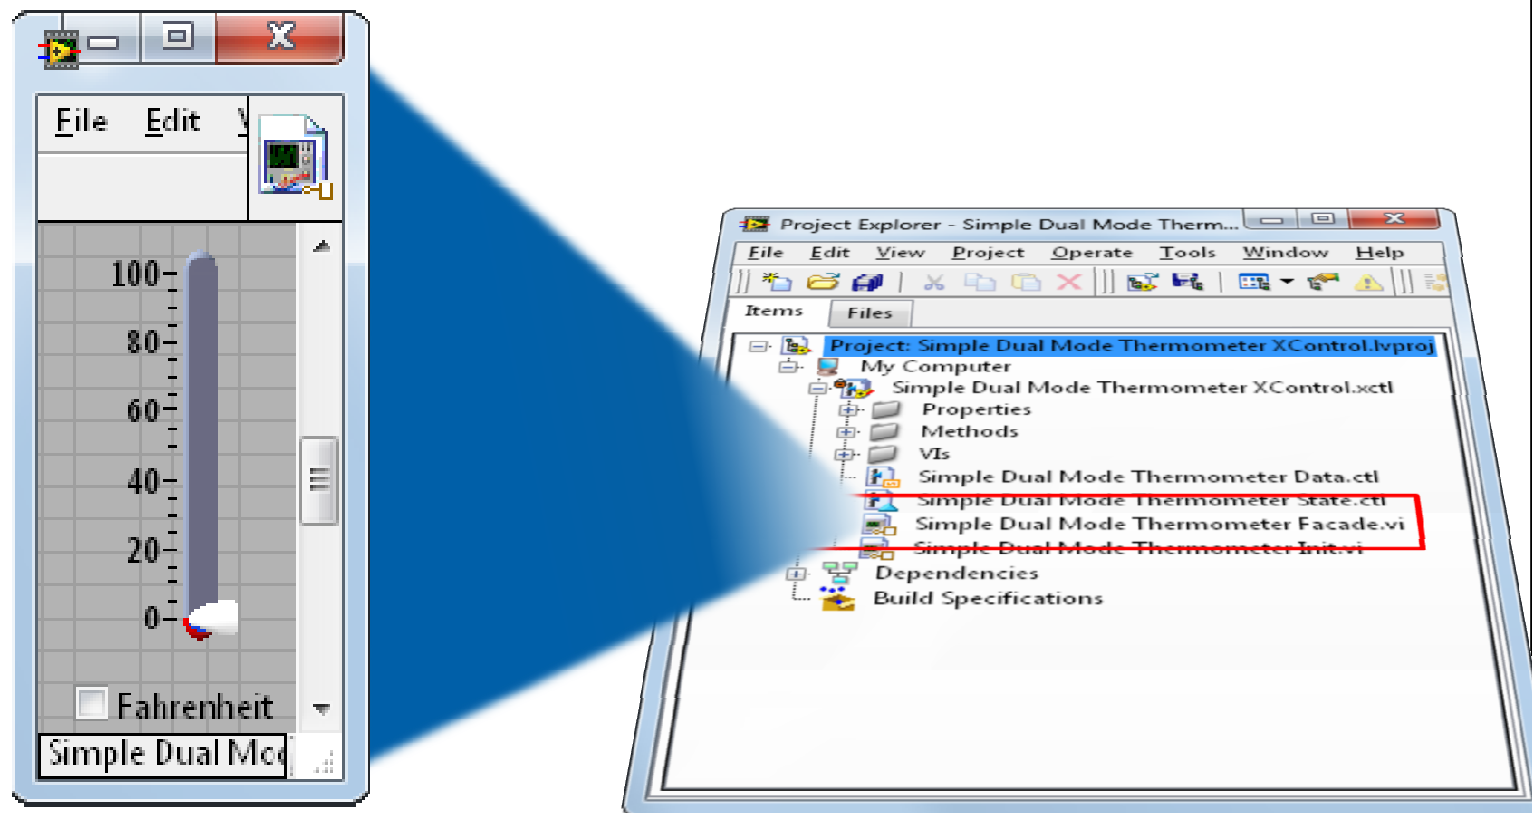 File Edit
100
80
60
40
20
0
Fahrenheit
Simple Dual
Project Explorer - Simple Dual Mode Therm...
File Edit View Project Operate Tools Window Help
Items Files
Project: Simple Dual Mode Thermometer XControl.lvproj
My Computer
Simple Dual Mode Thermometer XControl.xctl
Properties
Methods
VIs
Simple Dual Mode Thermometer Data.ctl
Simple Dual Mode Thermometer State.ctl
Simple Dual Mode Thermometer Facade.vi
Simple Dual Mode Thermometer Init.vi
Dependencies
Build Specifications